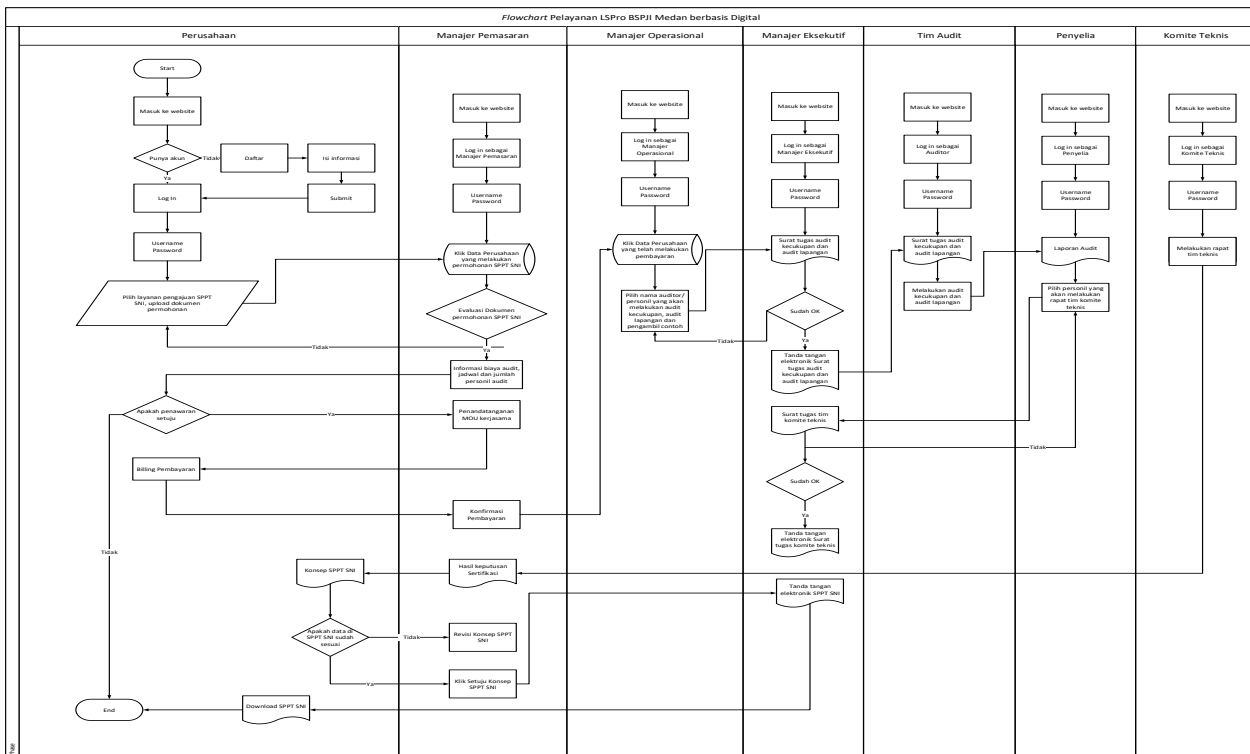 Flowchart Pelayanan LSPro BSPJI Medan berbasis Digital
Perusahaan
Manajer Pemasaran
Manajer Operasional
Manajer Eksekutif
Tim Audit
Penyelia
Komite Teknis
Start
Masuk ke website
Punya akun
Tidak
Daftar
Isi informasi
Ya
Log In
Submit
Username
Password
Pilih layanan pengajuan SPPT
SNI, upload dokumen
permohonan
Tidak
Apakah penawaran
setuju
Ya
Billing Pembayaran
Tidak
Konsep SPPT SNI
Apakah data di
SPPT SNI sudah
sesuai
Tidak
Ya
End
Download SPPT SNI
Masuk ke website
Log in sebagai
Manajer Pemasaran
Username
Password
Klik Data Perusahaan
yang melakukan
permohonan SPPT SNI
Evaluasi Dokumen
permohonan SPPT SNI
Ya
Informasi biaya audit,
jadwal dan jumlah
personil audit
Penandatanganan
MOU kerjasama
Konfirmasi
Pembayaran
Hasil keputusan
Sertifikasi
Revisi Konsep SPPT
SNI
Klik Setuju Konsep
SPPT SNI
Masuk ke website
Log in sebagai
Manajer
Operasional
Username
Password
Klik Data Perusahaan
yang telah melakukan
pembayaran
Pilih nama auditor/
personil yang akan
melakukan audit
kecukupan, audit
lapangan dan
pengambil contoh
Tidak
Masuk ke website
Log in sebagai
Manajer Eksekutif
Username
Password
Surat tugas audit
kecukupan dan
audit lapangan
Sudah OK
Ya
Tanda tangan
elektronik Surat
tugas audit
kecukupan dan
audit lapangan
Surat tugas tim
komite teknis
Sudah OK
Ya
Tanda tangan
elektronik Surat
tugas komite teknis
Tanda tangan
elektronik SPPT SNI
Masuk ke website
Log in sebagai
Auditor
Username
Password
Surat tugas audit
kecukupan dan
audit lapangan
Melakukan audit
kecukupan dan
audit lapangan
Masuk ke website
Log in sebagai
Penyelia
Username
Password
Laporan Audit
Pilih personil yang
akan melakukan
rapat tim komite
teknis
Tidak
Masuk ke website
Log in sebagai
Komite Teknis
Username
Password
Melakukan rapat
tim teknis